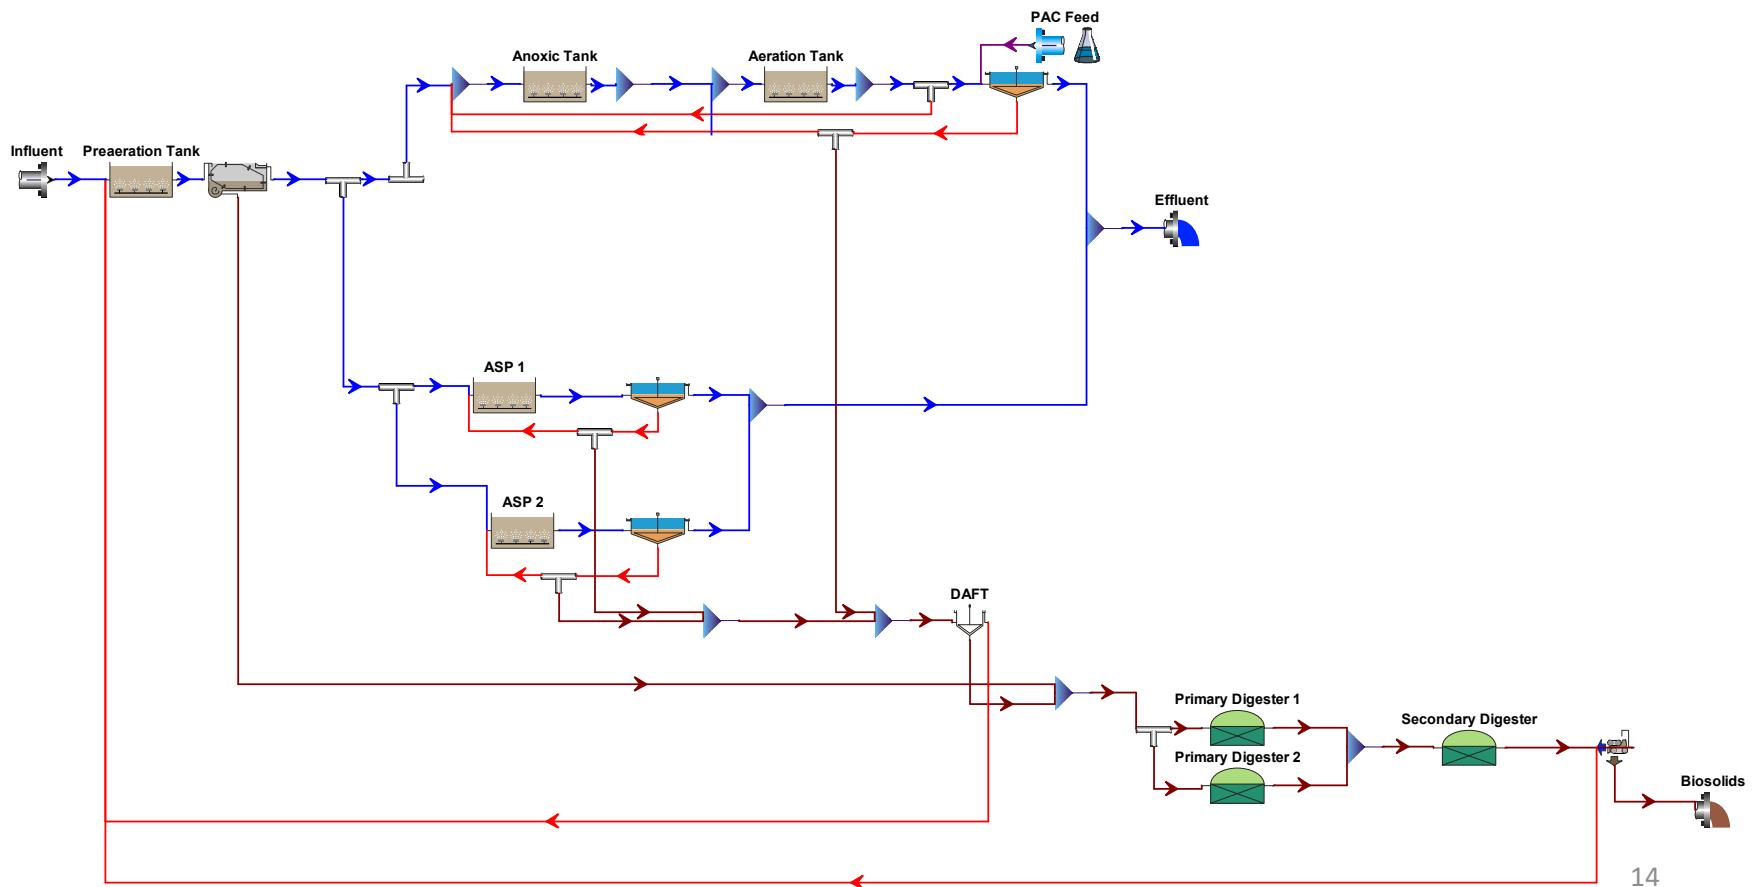 PAC Feed
Anoxic Tank
Aeration Tank
Influent
Preaeration Tank
Effluent
ASP 1
ASP 2
DAFT
Primary Digester 1
Secondary Digester
Primary Digester 2
Biosolids
14